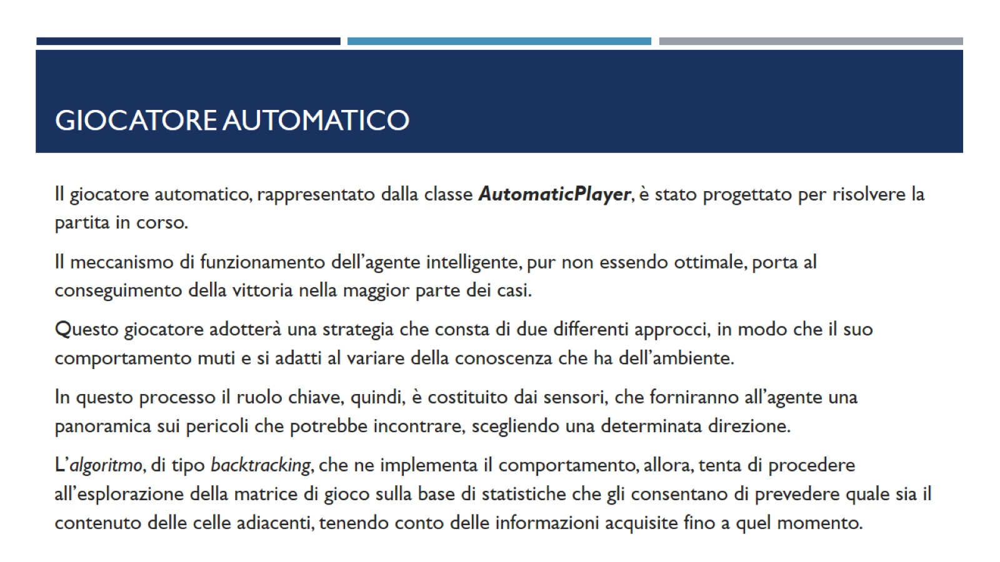 GIOCATORE AUTOMATICO
Il giocatore automatico, rappresentato dalla classe AutomaticPlayer, è stato progettato per risolvere la
partita in corso.
Il meccanismo di funzionamento dell’agente intelligente, pur non essendo ottimale, porta al
conseguimento della vittoria nella maggior parte dei casi.
Questo giocatore adotterà una strategia che consta di due differenti approcci, in modo che il suo
comportamento muti e si adatti al variare della conoscenza che ha dell’ambiente.
In questo processo il ruolo chiave, quindi, è costituito dai sensori, che forniranno all’agente una
panoramica sui pericoli che potrebbe incontrare, scegliendo una determinata direzione.
L’algoritmo, di tipo backtracking, che ne implementa il comportamento, allora, tenta di procedere
all’esplorazione della matrice di gioco sulla base di statistiche che gli consentano di prevedere quale sia il
contenuto delle celle adiacenti, tenendo conto delle informazioni acquisite fino a quel momento.